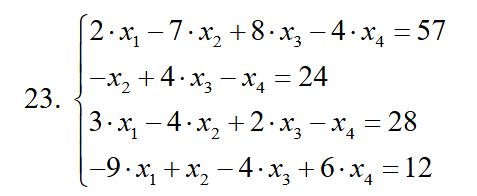 23.
2·x₁ − 7·x₂ + 8·x₃ − 4·x₄ = 57
−x₂ + 4·x₃ − x₄ = 24
3·x₁ − 4·x₂ + 2·x₃ − x₄ = 28
−9·x₁ + x₂ − 4·x₃ + 6·x₄ = 12